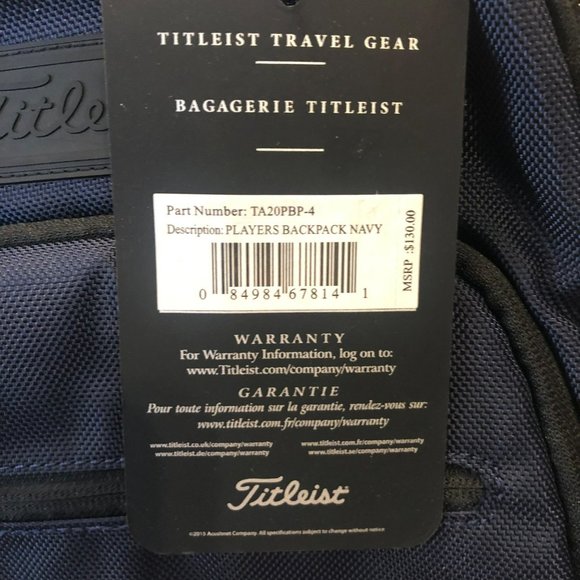 TITLEIST TRAVEL GEAR
BAGAGERIE TITLEIST
Title
Part Number: TA20PBP-4
Description: PLAYERS BACKPACK NAVY
MSRP :$130.00
0 84984 67814 1
WARRANTY
For Warranty Information, log on to:
www.Titleist.com/company/warranty
GARANTIE
Pour toute information sur la garantie, rendez-vous sur:
www.titleist.com.fr/company/warranty
www.titleist.co.uk/company/warranty
www.titleist.com.fr/company/warranty
www.titleist.de/company/warranty
www.titleist.se/company/warranty
Titleist
©2015 Acushnet Company. All specifications subject to change without notice